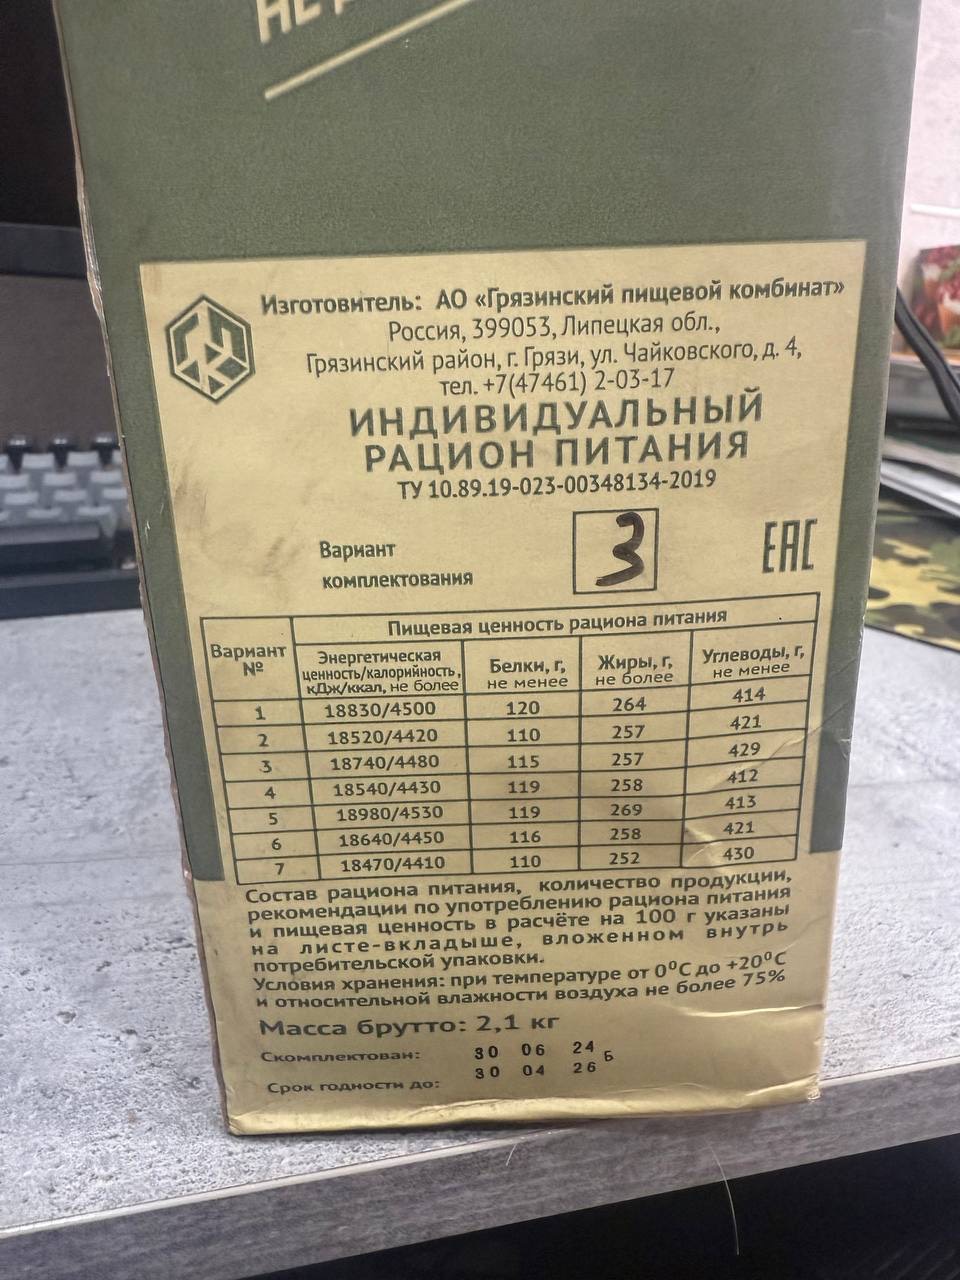 НЕ
Изготовитель: АО «Грязинский пищевой комбинат»
Россия, 399053, Липецкая обл.,
Грязинский район, г. Грязи, ул. Чайковского, д. 4,
тел. +7(47461) 2-03-17
ИНДИВИДУАЛЬНЫЙ
РАЦИОН ПИТАНИЯ
ТУ 10.89.19-023-00348134-2019
Вариант
комплектования
3
EAC
Вариант №
Пищевая ценность рациона питания
Энергетическая ценность/калорийность, кДж/ккал, не более
Белки, г, не менее
Жиры, г, не более
Углеводы, г, не менее
1 18830/4500 120 264 414
2 18520/4420 110 257 421
3 18740/4480 115 257 429
4 18540/4430 119 258 412
5 18980/4530 119 269 413
6 18640/4450 116 258 421
7 18470/4410 110 252 430
Состав рациона питания, количество продукции,
рекомендации по употреблению рациона питания
и пищевая ценность в расчёте на 100 г указаны
на листе-вкладыше, вложенном внутрь
потребительской упаковки.
Условия хранения: при температуре от 0⁰С до +20⁰С
и относительной влажности воздуха не более 75%
Масса брутто: 2,1 кг
Скомплектован: 30 06 24 Б
Срок годности до: 30 04 26